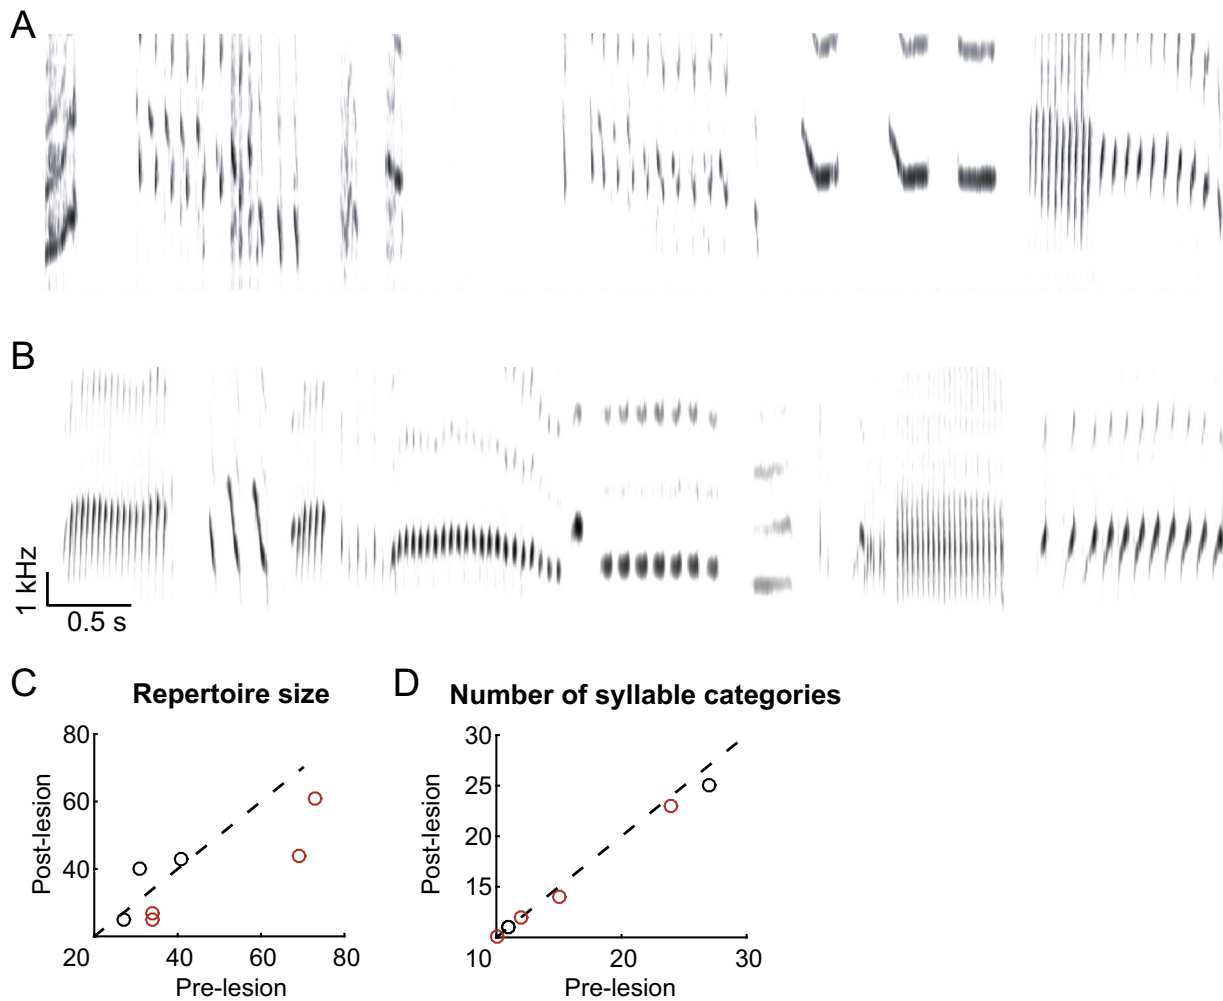 A
B
1 kHz
0.5 s
C Repertoire size
D Number of syllable categories
80
60
40
Post-lesion
20 40 60 80
Pre-lesion
30
25
20
15
Post-lesion
10 20 30
Pre-lesion